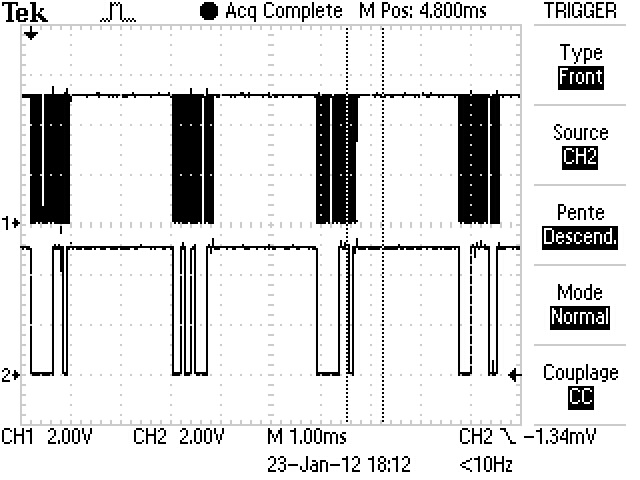 Tek Acq Complete M Pos: 4.800ms TRIGGER
Type
Front
Source
CH2
Pente
Descend.
Mode
Normal
Couplage
CC
1
2
CH1 2.00V CH2 2.00V M 1.00ms CH2 -1.34mV
23-Jan-12 18:12 <10Hz